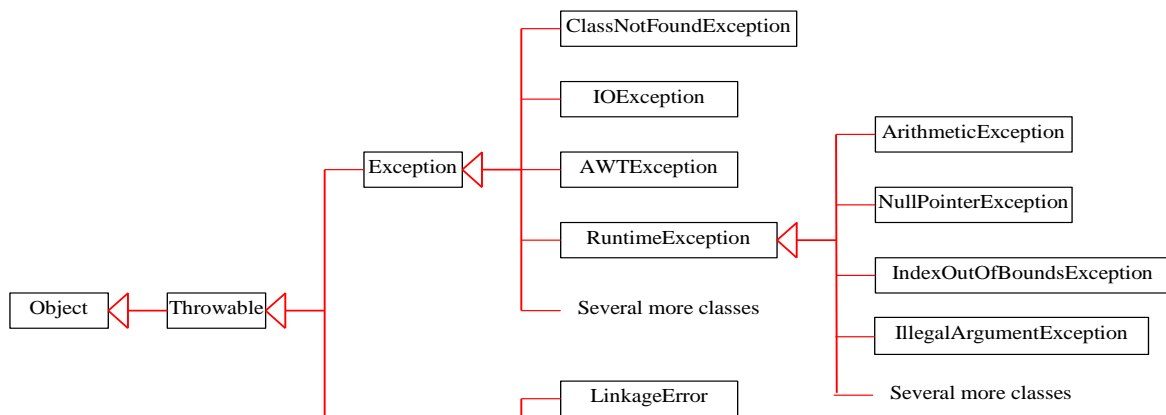 ClassNotFoundException
IOException
ArithmeticException
Exception
AWTException
NullPointerException
RuntimeException
IndexOutOfBoundsException
Object
Throwable
Several more classes
IllegalArgumentException
LinkageError
Several more classes